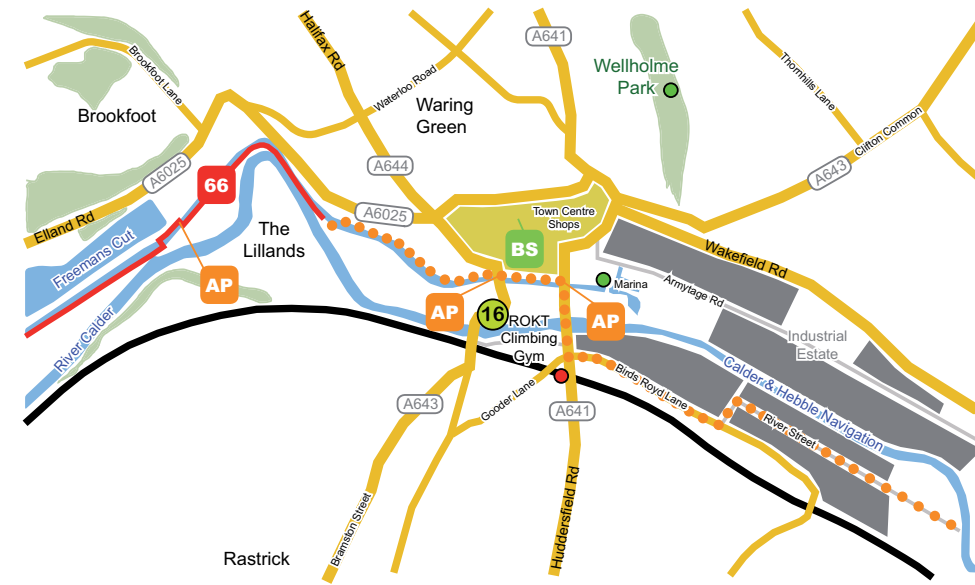 Halifax Rd
A641
Wellholme
Park
Thornhills Lane
Brookfoot Lane
Waterloo Road
Waring
Green
Brookfoot
Clifton Common
A644
A6025
A643
66
A6025
Town Centre
Shops
Elland Rd
The
Lillands
BS
Wakefield Rd
Freemans Cut
AP
Marina
Armytage Rd
AP
16
ROKT
Climbing
Gym
AP
Industrial
Estate
River Calder
Birds Royd Lane
Calder & Hebble Navigation
Gooder Lane
A643
A641
River Street
Bramston Street
Huddersfield Rd
Rastrick